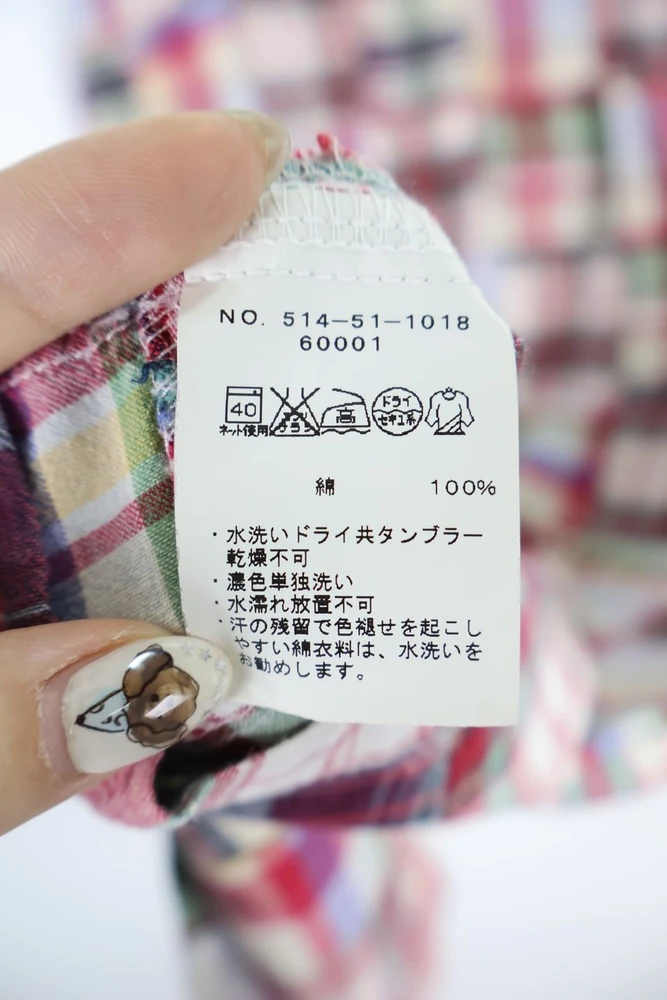 NO. 514-51-1018
60001
40 高 ドライ
ネット使用 セキユ系
綿 100%
・水洗いドライ共タンブラー
乾燥不可
・濃色単独洗い
・水濡れ放置不可
・汗の残留で色褪せを起こし
やすい綿衣料は、水洗いを
お勧めします。